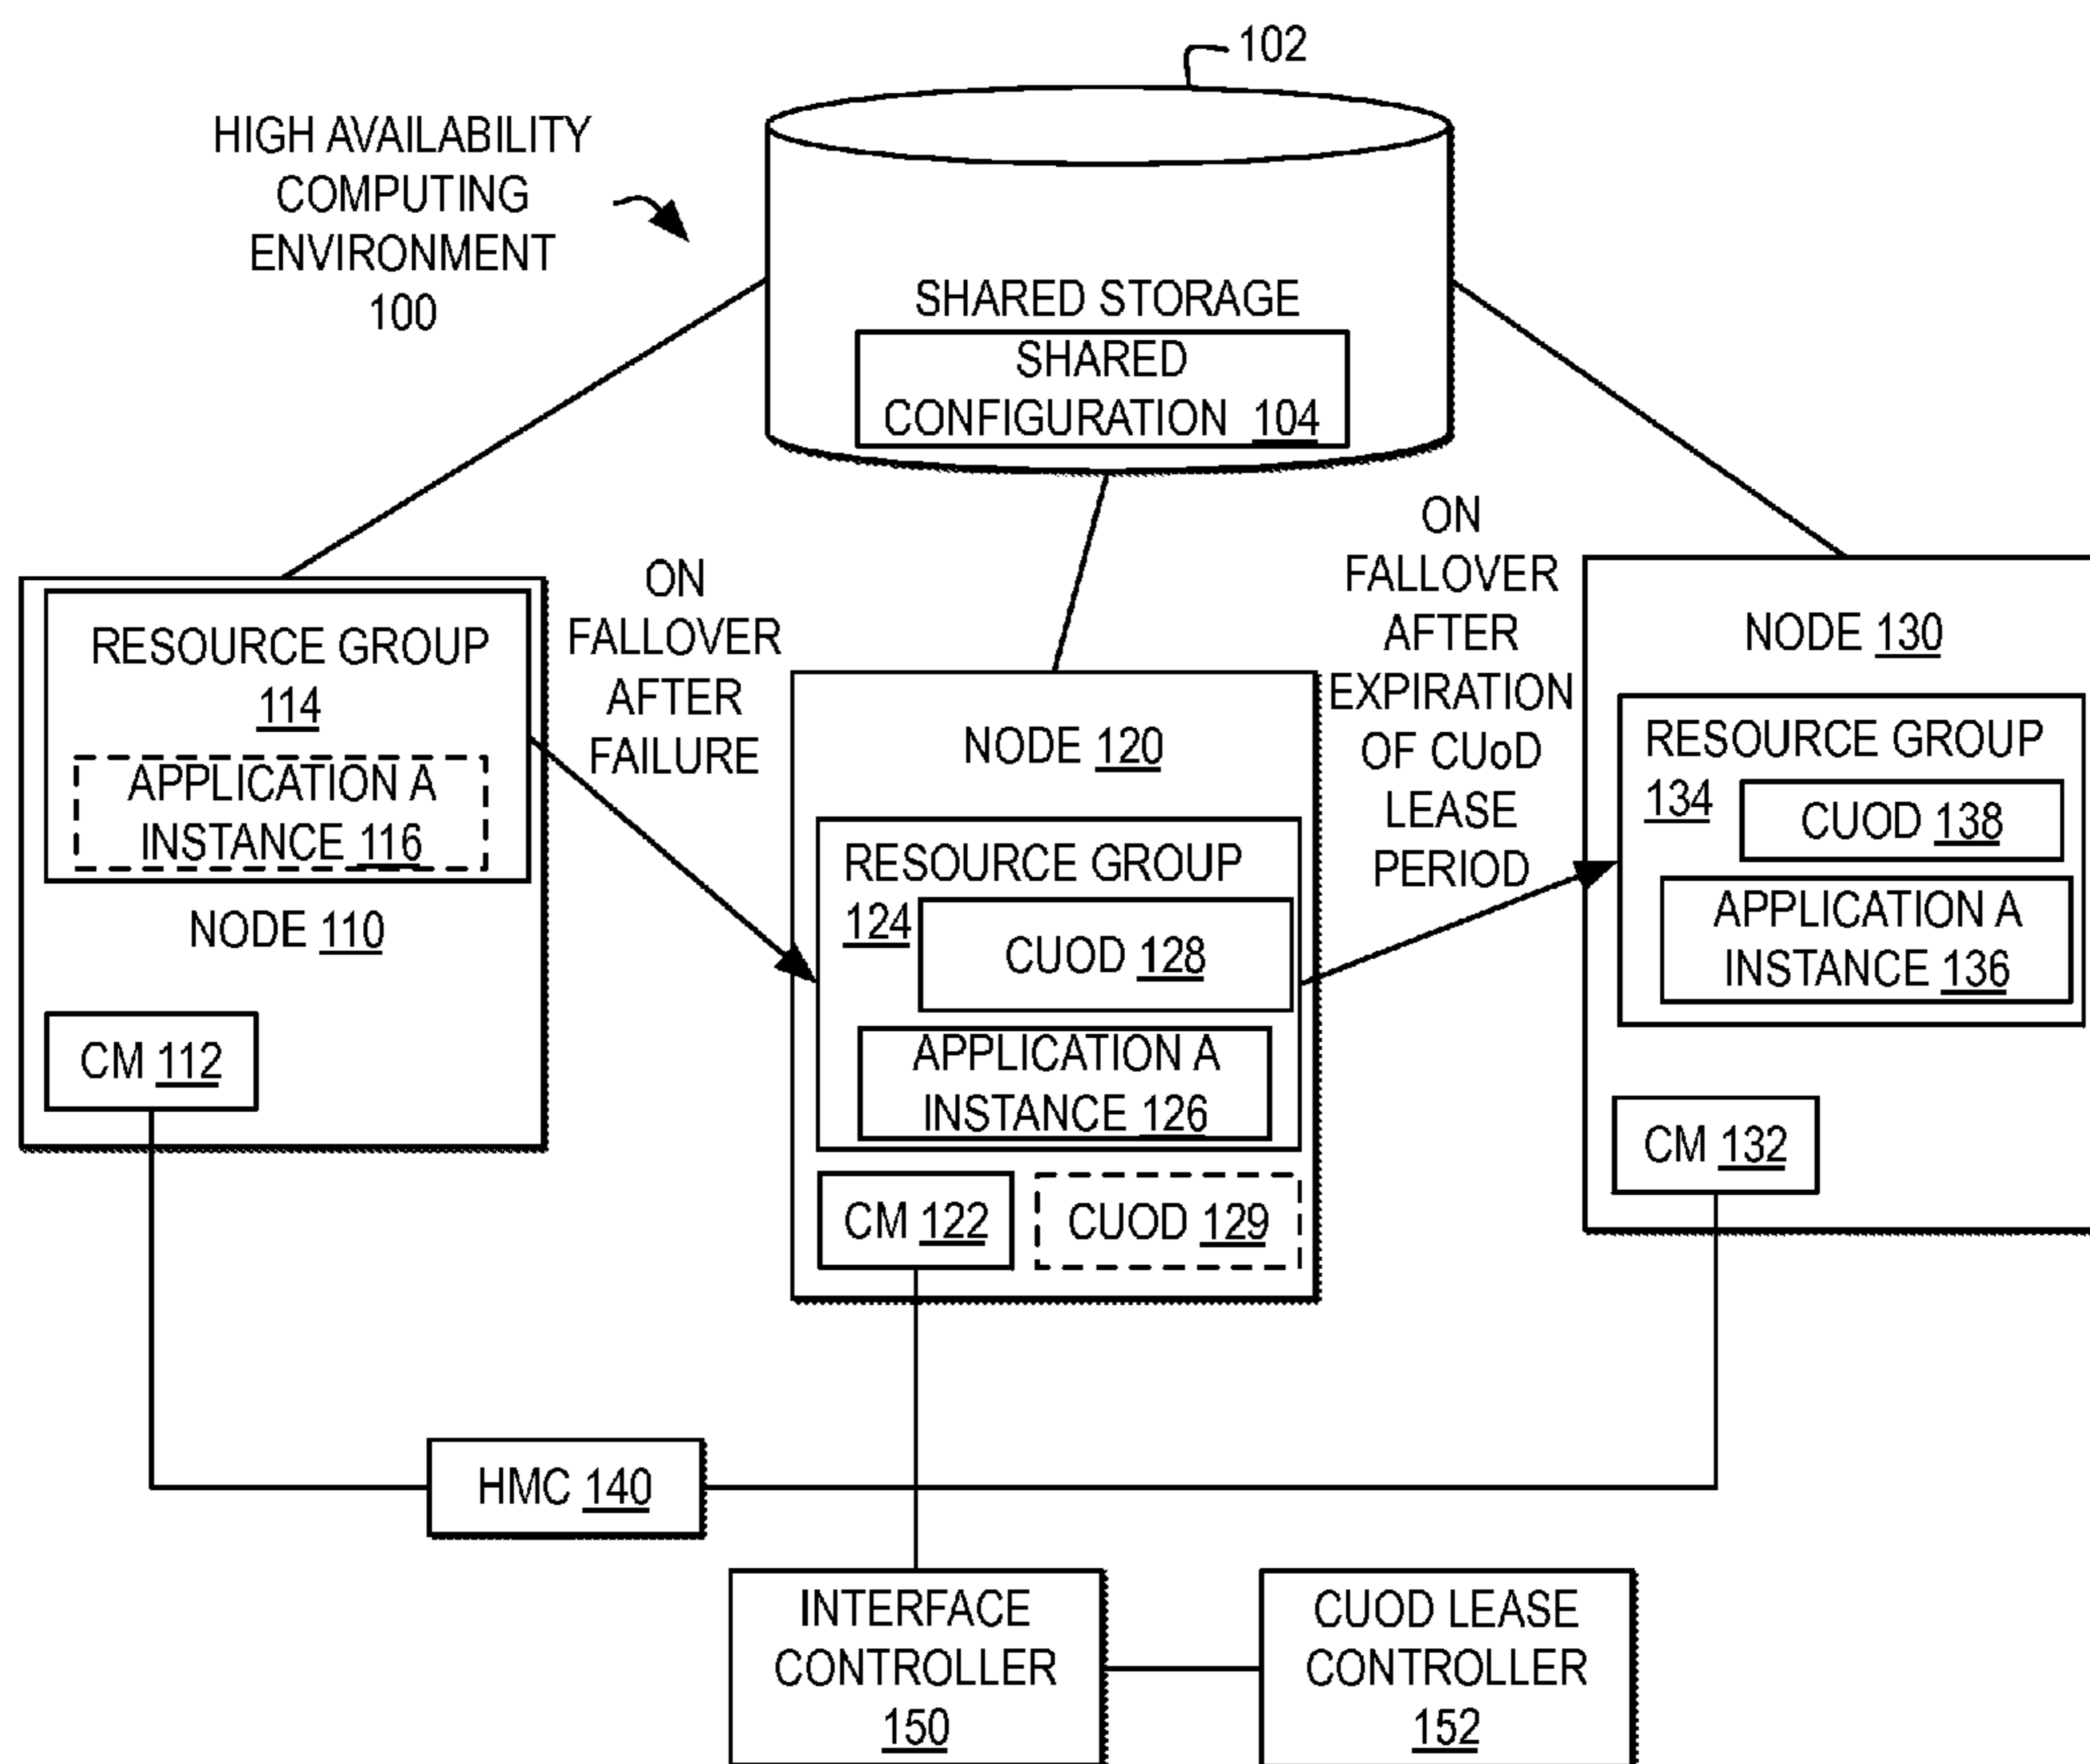 102
HIGH AVAILABILITY
COMPUTING
ENVIRONMENT
100
SHARED STORAGE
SHARED
CONFIGURATION 104
ON
FALLOVER
AFTER
FAILURE
ON
FALLOVER
AFTER
EXPIRATION
OF CUoD
LEASE
PERIOD
RESOURCE GROUP
114
APPLICATION A
INSTANCE 116
NODE 110
CM 112
NODE 120
RESOURCE GROUP
124
CUOD 128
APPLICATION A
INSTANCE 126
CM 122
CUOD 129
NODE 130
RESOURCE GROUP
134
CUOD 138
APPLICATION A
INSTANCE 136
CM 132
HMC 140
INTERFACE
CONTROLLER
150
CUOD LEASE
CONTROLLER
152